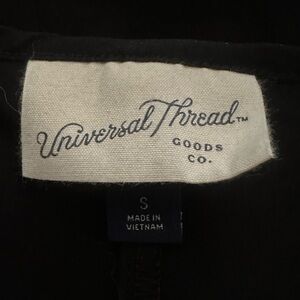 Universal Thread™
GOODS
CO.
S
MADE IN
VIETNAM